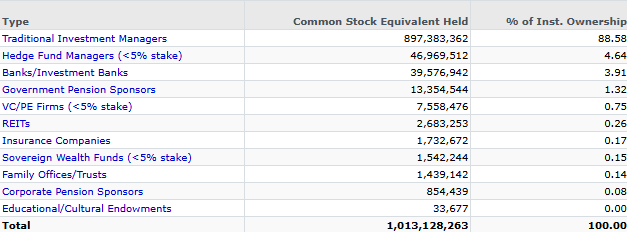 Type Common Stock Equivalent Held % of Inst. Ownership
Traditional Investment Managers 897,383,362 88.58
Hedge Fund Managers (<5% stake) 46,969,512 4.64
Banks/Investment Banks 39,576,942 3.91
Government Pension Sponsors 13,354,544 1.32
VC/PE Firms (<5% stake) 7,558,476 0.75
REITs 2,683,253 0.26
Insurance Companies 1,732,672 0.17
Sovereign Wealth Funds (<5% stake) 1,542,244 0.15
Family Offices/Trusts 1,439,142 0.14
Corporate Pension Sponsors 854,439 0.08
Educational/Cultural Endowments 33,677 0.00
Total 1,013,128,263 100.00